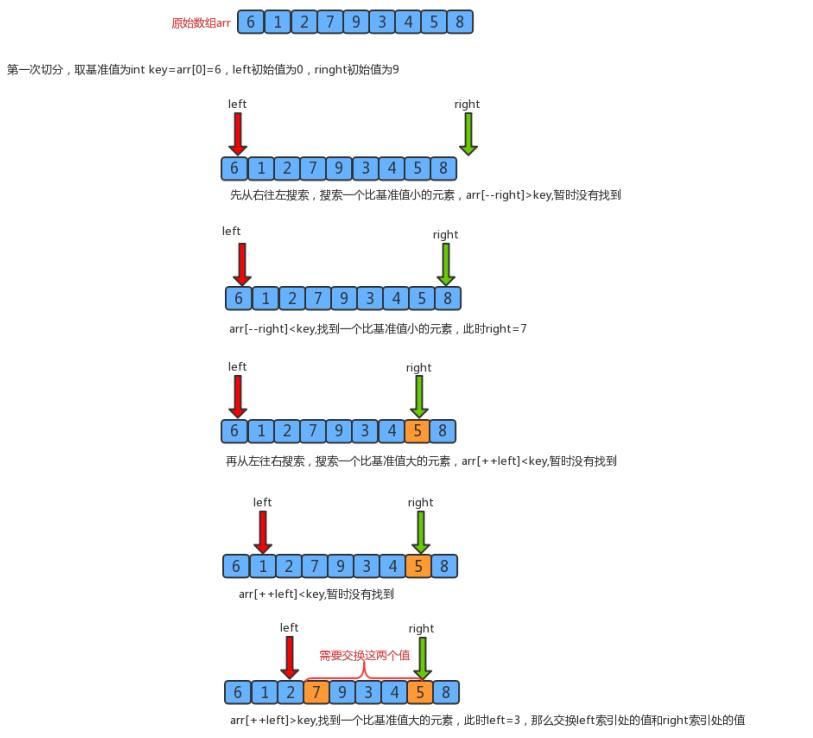 原始数组arr 6 1 2 7 9 3 4 5 8
第一次切分，取基准值为int key=arr[0]=6，left初始值为0，ringht初始值为9
left right
6 1 2 7 9 3 4 5 8
先从右往左搜索，搜索一个比基准值小的元素，arr[--right]>key,暂时没有找到
left right
6 1 2 7 9 3 4 5 8
arr[--right]<key,找到一个比基准值小的元素，此时right=7
left right
6 1 2 7 9 3 4 5 8
再从左往右搜索，搜索一个比基准值大的元素，arr[++left]<key,暂时没有找到
left right
6 1 2 7 9 3 4 5 8
arr[++left]<key,暂时没有找到
left right
需要交换这两个值
6 1 2 7 9 3 4 5 8
arr[++left]>key,找到一个比基准值大的元素，此时left=3，那么交换left索引处的值和right索引处的值